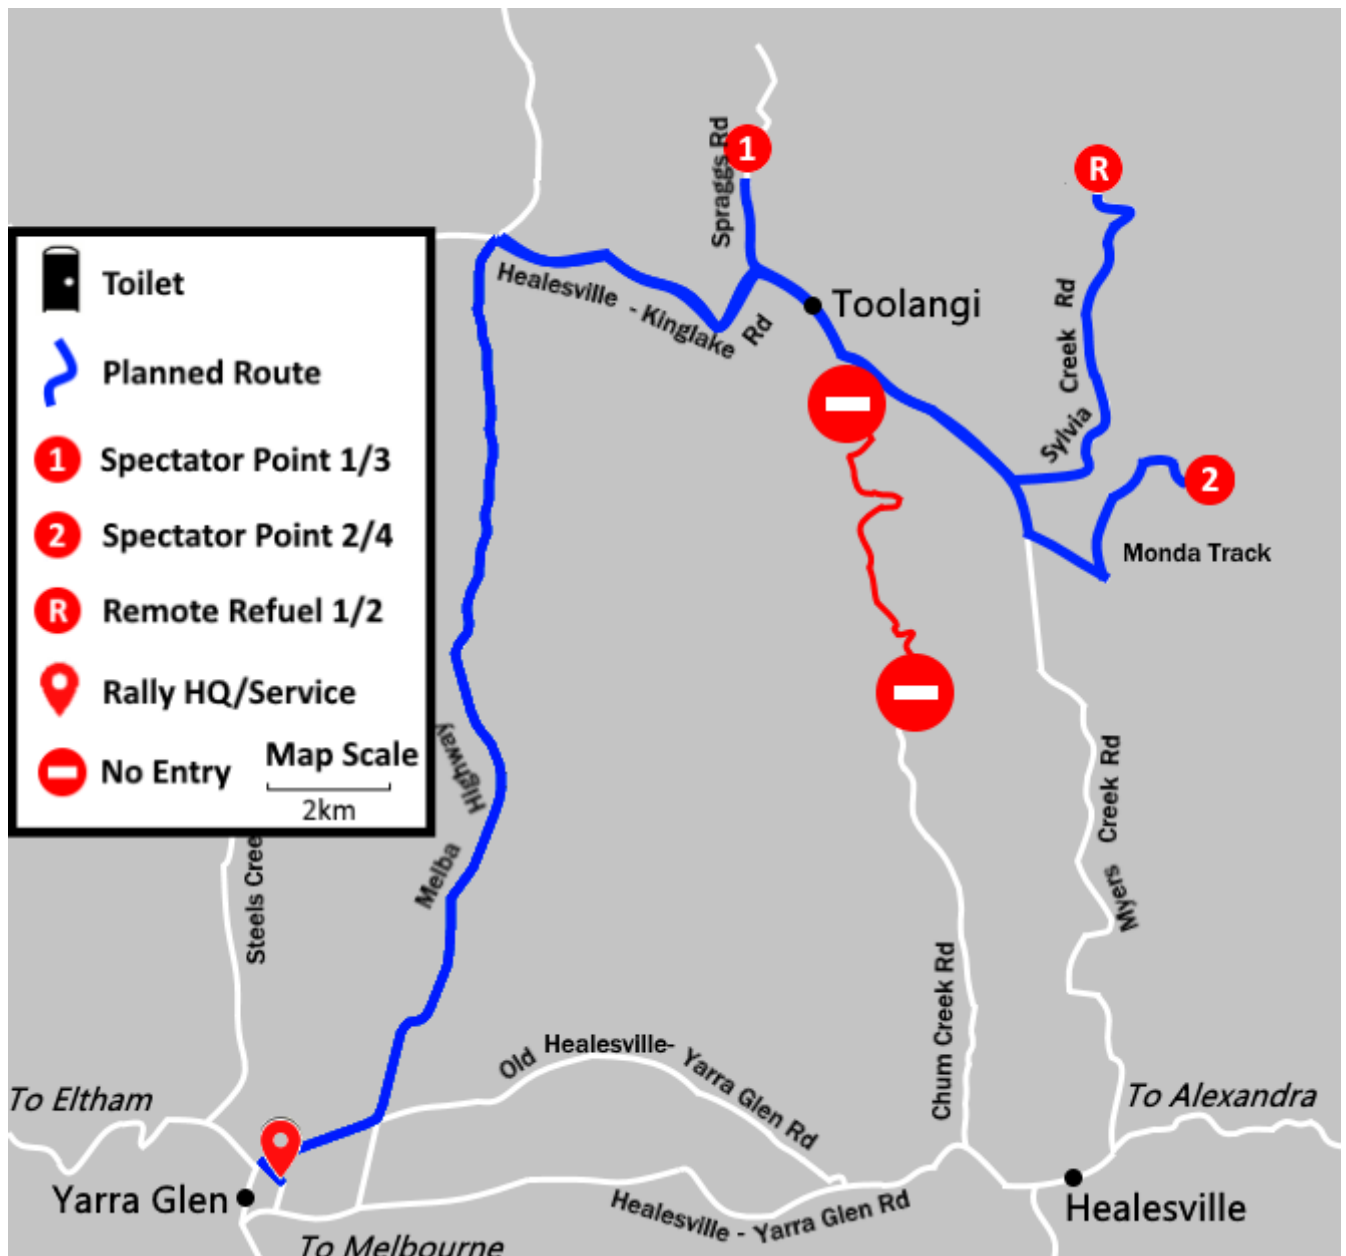 1
Spraggs Rd
R
Healesville - Kinglake Rd
Toolangi
Creek Rd
Sylvia
2
Monda Track
Toilet
Planned Route
1 Spectator Point 1/3
2 Spectator Point 2/4
R Remote Refuel 1/2
Rally HQ/Service
No Entry
Map Scale
2km
Melba Highway
Myers Creek Rd
Steels Cree
Chum Creek Rd
Old Healesville- Yarra Glen Rd
To Eltham
To Alexandra
Yarra Glen
Healesville - Yarra Glen Rd
Healesville
To Melbourne